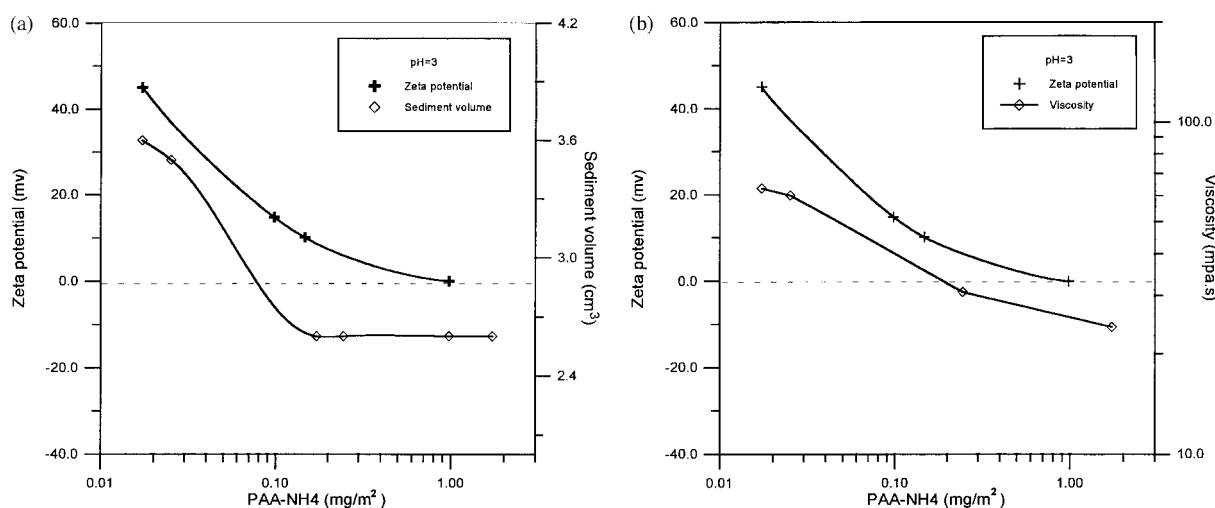 (a)
60.0
40.0
20.0
0.0
-20.0
-40.0
Zeta potential (mv)
pH=3
Zeta potential
Sediment volume
4.2
3.6
3.0
2.4
Sediment volume (cm³)
0.01
0.10
1.00
PAA-NH4 (mg/m²)
(b)
60.0
40.0
20.0
0.0
-20.0
-40.0
Zeta potential (mv)
pH=3
Zeta potential
Viscosity
100.0
10.0
Viscosity (mpa.s)
0.01
0.10
1.00
PAA-NH4 (mg/m²)